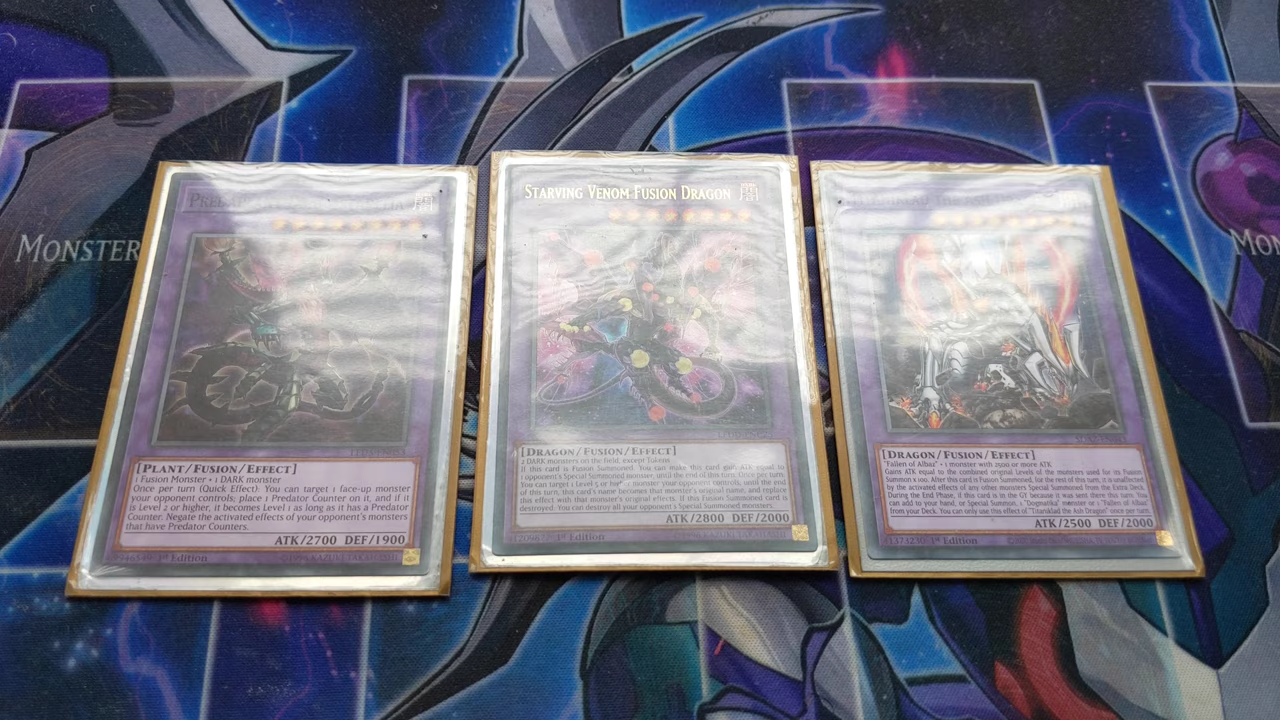 MONSTER
[PLANT/FUSION/EFFECT]
1 Fusion Monster + 1 DARK monster
Once per turn (Quick Effect): You can target 1 face-up monster
your opponent controls; place 1 Predator Counter on it, and if it
is Level 2 or higher, it becomes Level 1 as long as it has a Predator
Counter. Negate the activated effects of your opponent's monsters
that have Predator Counters.
ATK/2700 DEF/1900
1st Edition
STARVING VENOM FUSION DRAGON
[DRAGON/FUSION/EFFECT]
2 DARK monsters on the field, except Tokens
If this card is Fusion Summoned: You can make this card gain ATK equal to
1 opponent's Special Summoned monster, until the end of this turn. Once per turn:
You can target 1 Level 5 or higher monster your opponent controls; until the end
of this turn, this card's name becomes that monster's original name, and replace
this effect with that monster's original effects. If this Fusion Summoned card is
destroyed: You can destroy all your opponent's Special Summoned monsters.
ATK/2800 DEF/2000
1st Edition
[DRAGON/FUSION/EFFECT]
"Fallen of Albaz" + 1 monster with 2500 or more ATK
Gains ATK equal to the combined original Levels of the monsters used for its Fusion
Summon x 100. After this card is Fusion Summoned, for the rest of this turn, it is unaffected
by the activated effects of any other monsters Special Summoned from the Extra Deck.
During the End Phase, if this card is in the GY because it was sent there this turn: You
can add to your hand, or Special Summon, 1 "Dogmatika" monster or 1 "Fallen of Albaz"
from your Deck. You can only use this effect of "Titaniklad the Ash Dragon" once per turn.
ATK/2500 DEF/2000
1st Edition